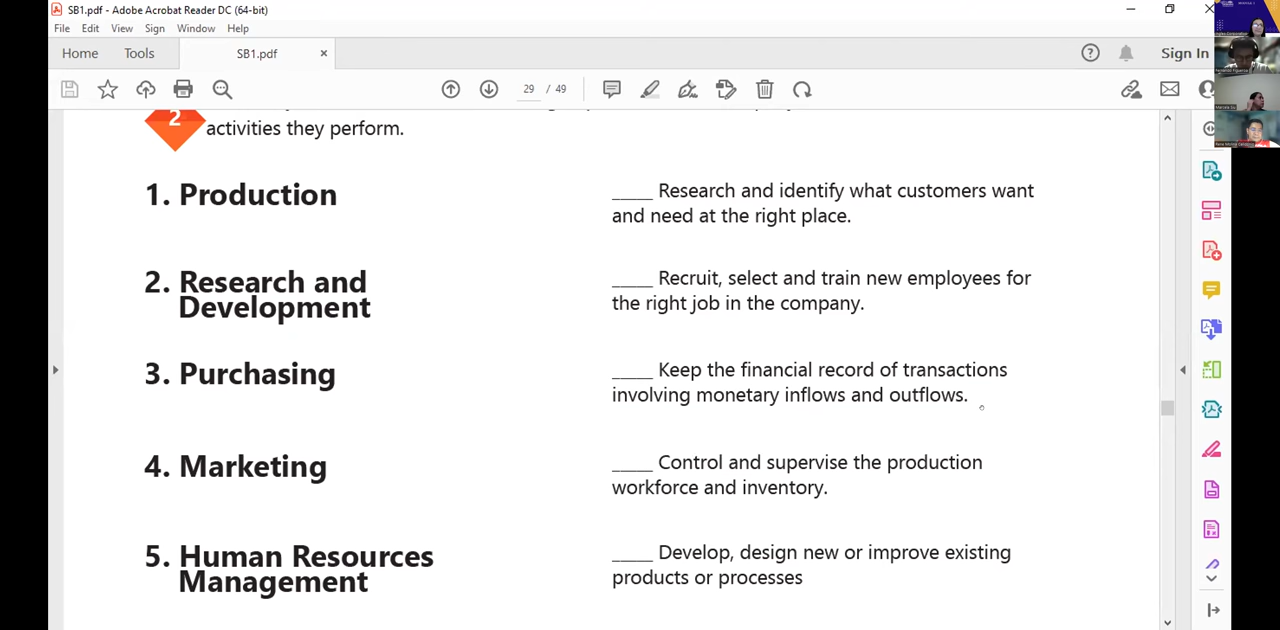 SB1.pdf - Adobe Acrobat Reader DC (64-bit)
File Edit View Sign Window Help
Home Tools SB1.pdf × Sign In
29 / 49
2
activities they perform.
1. Production
_____ Research and identify what customers want
and need at the right place.
2. Research and
Development
_____ Recruit, select and train new employees for
the right job in the company.
3. Purchasing
_____ Keep the financial record of transactions
involving monetary inflows and outflows.
4. Marketing
_____ Control and supervise the production
workforce and inventory.
5. Human Resources
Management
_____ Develop, design new or improve existing
products or processes